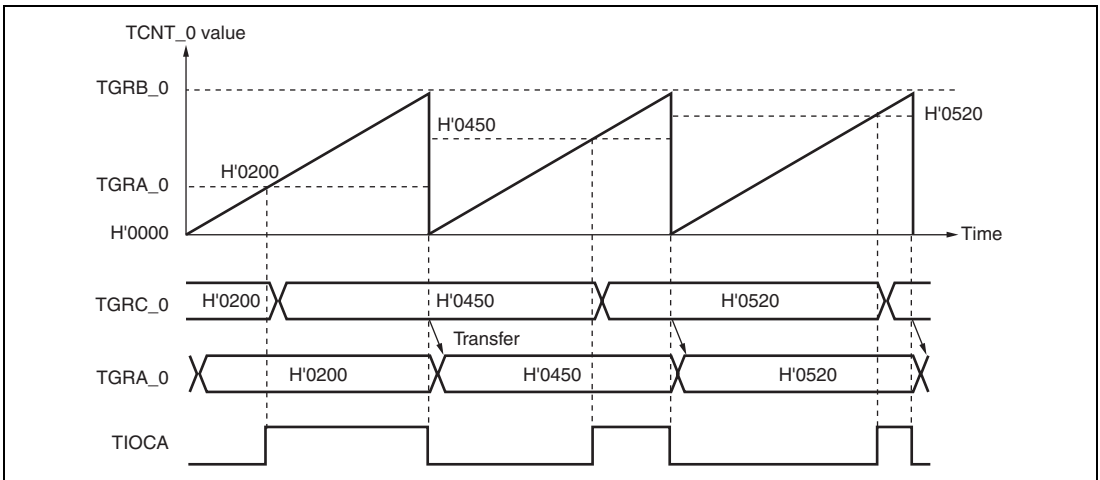 TCNT_0 value
TGRB_0
H'0450
H'0520
H'0200
TGRA_0
H'0000
Time
TGRC_0
H'0200
H'0450
H'0520
Transfer
TGRA_0
H'0200
H'0450
H'0520
TIOCA